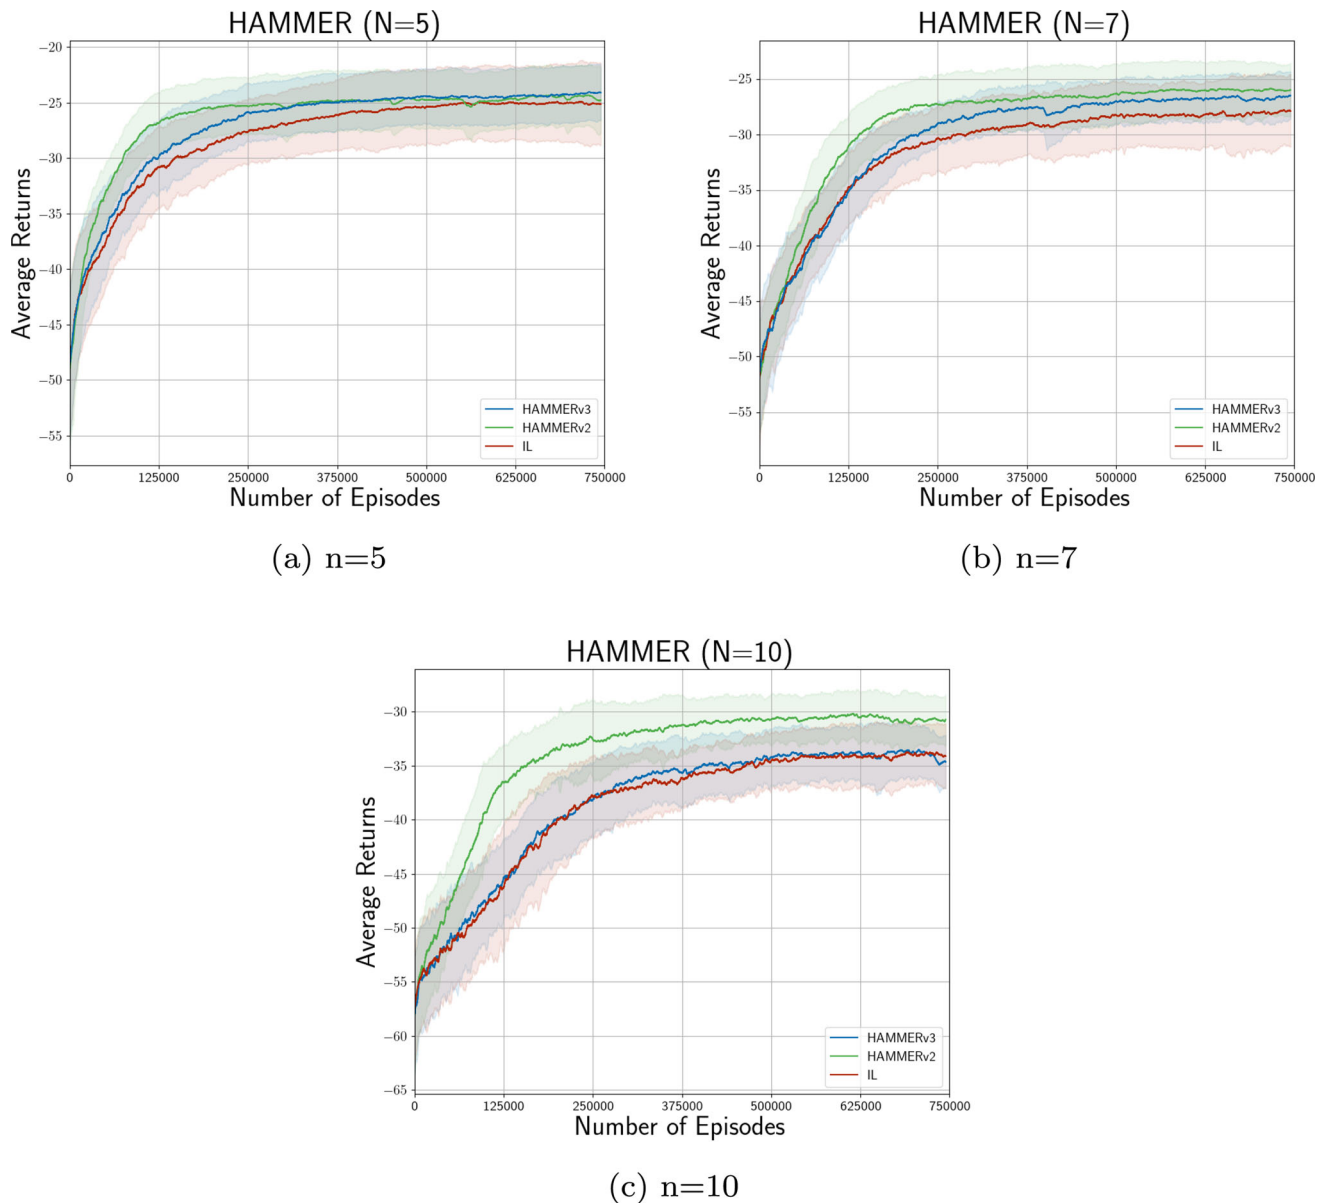 HAMMER (N=5)
−20
−25
−30
−35
−40
−45
−50
−55
Average Returns
0 125000 250000 375000 500000 625000 750000
Number of Episodes
HAMMERv3
HAMMERv2
IL
(a) n=5
HAMMER (N=7)
−25
−30
−35
−40
−45
−50
−55
Average Returns
0 125000 250000 375000 500000 625000 750000
Number of Episodes
HAMMERv3
HAMMERv2
IL
(b) n=7
HAMMER (N=10)
−30
−35
−40
−45
−50
−55
−60
−65
Average Returns
0 125000 250000 375000 500000 625000 750000
Number of Episodes
HAMMERv3
HAMMERv2
IL
(c) n=10